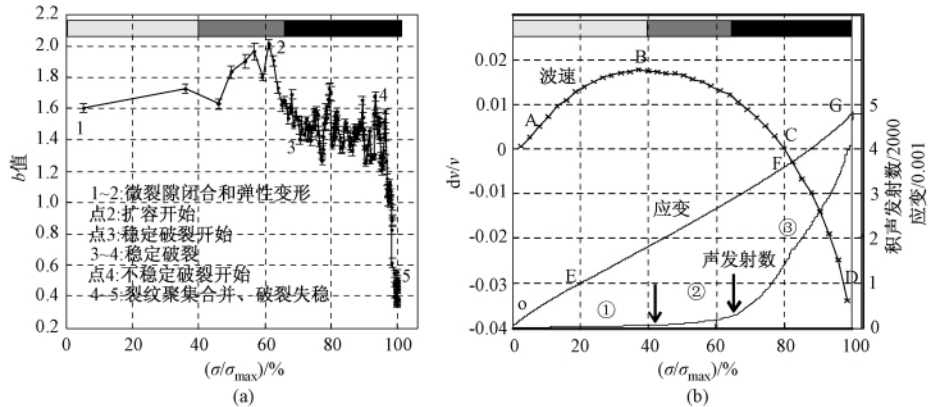 (a)
b值
2.2
2.0
1.8
1.6
1.4
1.2
1.0
0.8
0.6
0.4
0.2
1
2
3
4
5
1~2:微裂隙闭合和弹性变形
点2:扩容开始
点3:稳定破裂开始
3~4:稳定破裂
点4:不稳定破裂开始
4~5:裂纹聚集合并、破裂失稳
0 20 40 60 80 100
(σ/σmax)/%
(a)
(b)
dv/v
0.02
0.01
0
-0.01
-0.02
-0.03
-0.04
A
B
C
D
E
F
G
o
波速
应变
声发射数
①
②
③
6
5
4
3
2
1
0
积声发射数/2000
应变/0.001
0 20 40 60 80 100
(σ/σmax)/%
(b)